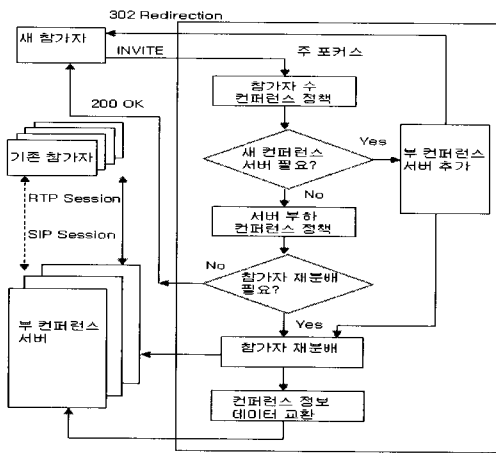 302 Redirection
새 참가자
INVITE
주 포커스
200 OK
참가자 수
컨퍼런스 정책
기존 참가자
새 컨퍼런스
서버 필요?
Yes
부 컨퍼런스
서버 추가
RTP Session
No
SIP Session
서버 부하
컨퍼런스 정책
No
참가자 재분배
필요?
Yes
부 컨퍼런스
서버
참가자 재분배
컨퍼런스 정보
데이터 교환